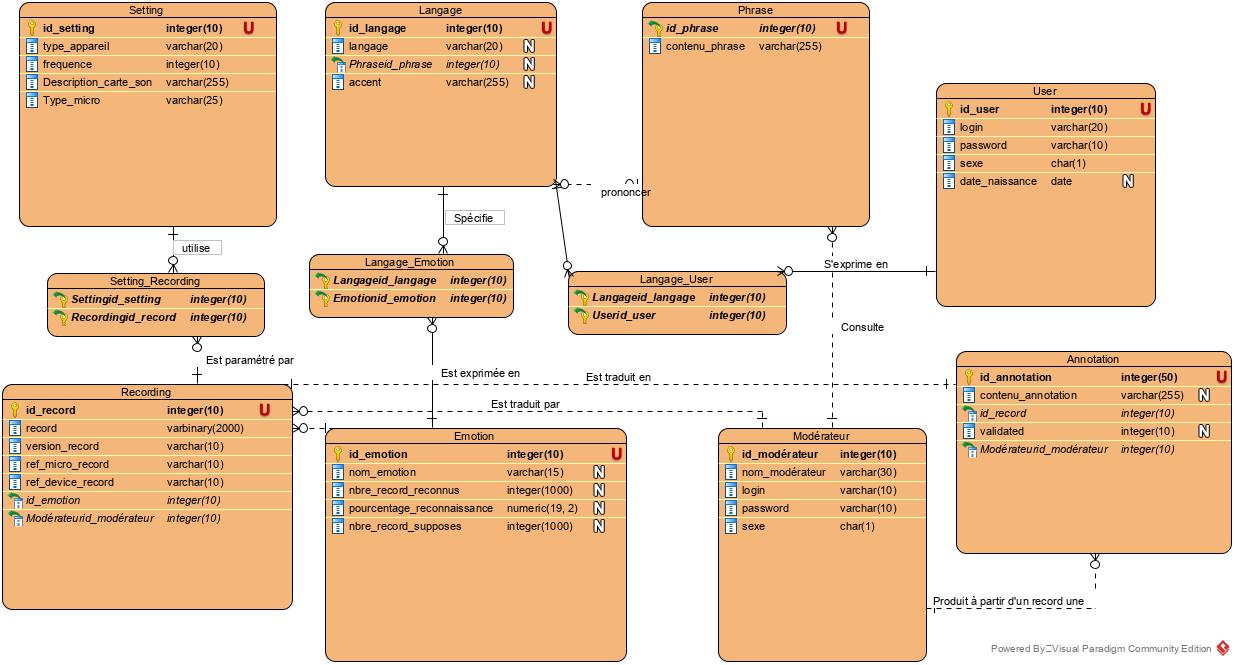 Setting
id_setting integer(10) U
type_appareil varchar(20)
frequence integer(10)
Description_carte_son varchar(255)
Type_micro varchar(25)
Langage
id_langage integer(10) U
langage varchar(20) N
Phraseid_phrase integer(10) N
accent varchar(255) N
Phrase
id_phrase integer(10) U
contenu_phrase varchar(255)
User
id_user integer(10) U
login varchar(20)
password varchar(10)
sexe char(1)
date_naissance date N
prononcer
Spécifie
utilise
Setting_Recording
Settingid_setting integer(10)
Recordingid_record integer(10)
Langage_Emotion
Langageid_langage integer(10)
Emotionid_emotion integer(10)
Langage_User
Langageid_langage integer(10)
Userid_user integer(10)
S'exprime en
Consulte
Est paramétré par
Est exprimée en
Est traduit en
Est traduit par
Recording
id_record integer(10) U
record varbinary(2000)
version_record varchar(10)
ref_micro_record varchar(10)
ref_device_record varchar(10)
id_emotion integer(10)
Modérateurid_modérateur integer(10)
Emotion
id_emotion integer(10) U
nom_emotion varchar(15) N
nbre_record_reconnus integer(1000) N
pourcentage_reconnaissance numeric(19, 2) N
nbre_record_supposes integer(1000) N
Modérateur
id_modérateur integer(10)
nom_modérateur varchar(30)
login varchar(10)
password varchar(10)
sexe char(1)
Annotation
id_annotation integer(50) U
contenu_annotation varchar(255) N
id_record integer(10)
validated integer(10) N
Modérateurid_modérateur integer(10)
Produit à partir d'un record une
Powered By Visual Paradigm Community Edition